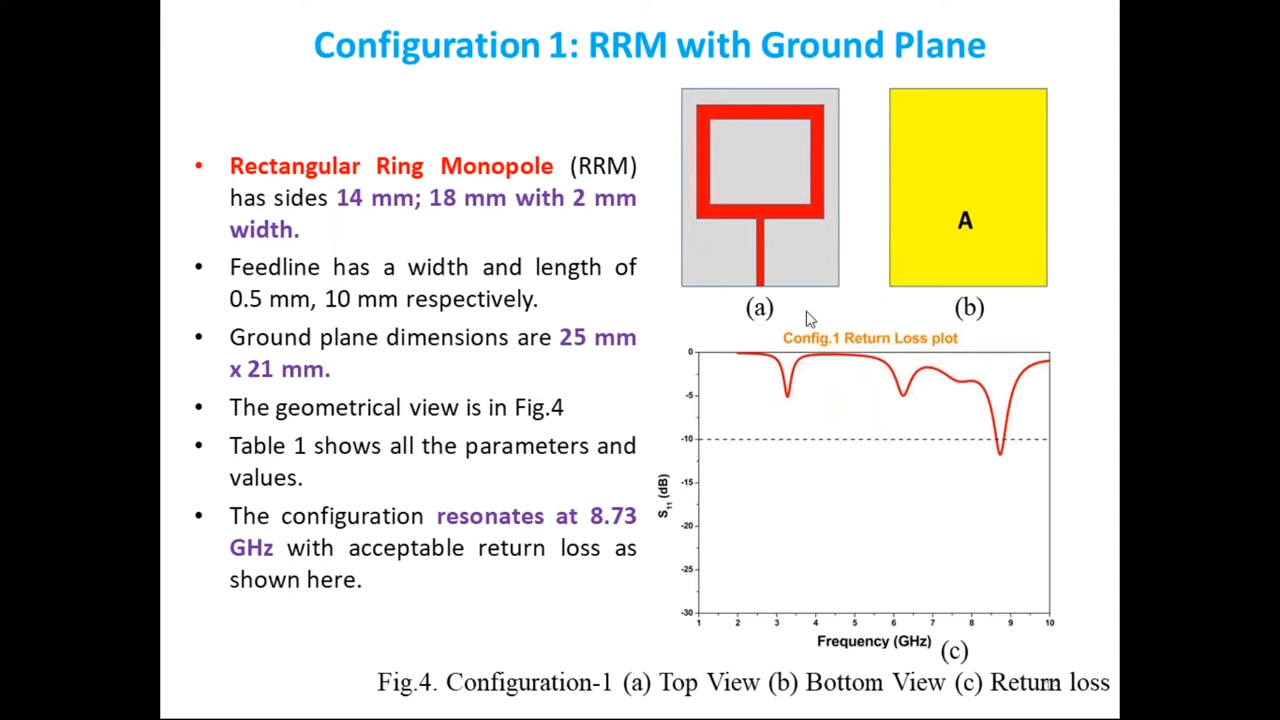 Configuration 1: RRM with Ground Plane
• Rectangular Ring Monopole (RRM)
has sides 14 mm; 18 mm with 2 mm
width.
• Feedline has a width and length of
0.5 mm, 10 mm respectively.
• Ground plane dimensions are 25 mm
x 21 mm.
• The geometrical view is in Fig.4
• Table 1 shows all the parameters and
values.
• The configuration resonates at 8.73
GHz with acceptable return loss as
shown here.
A
(a)
(b)
Config.1 Return Loss plot
0
-5
-10
-15
-20
-25
-30
S11 (dB)
1 2 3 4 5 6 7 8 9 10
Frequency (GHz)
(c)
Fig.4. Configuration-1 (a) Top View (b) Bottom View (c) Return loss